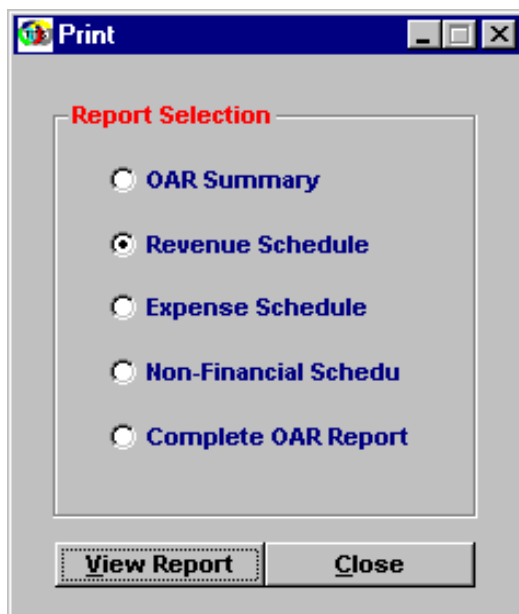 Print
Report Selection
OAR Summary
Revenue Schedule
Expense Schedule
Non-Financial Schedu
Complete OAR Report
View Report Close